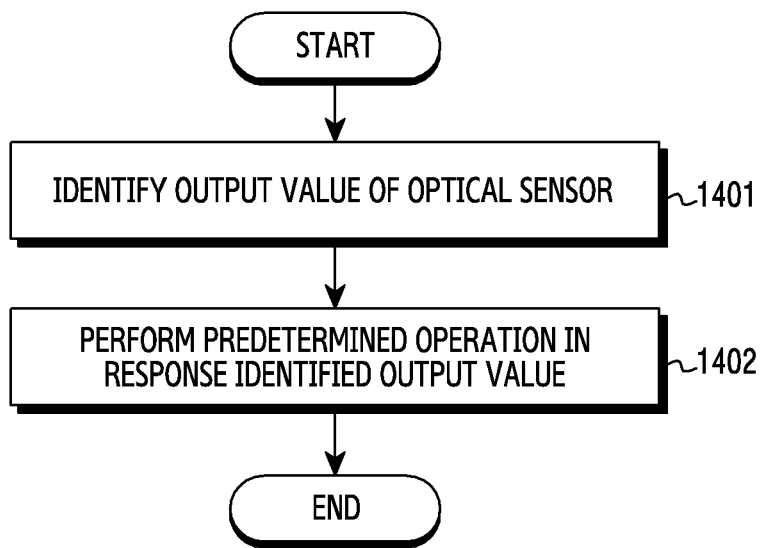 START
IDENTIFY OUTPUT VALUE OF OPTICAL SENSOR
1401
PERFORM PREDETERMINED OPERATION IN
RESPONSE IDENTIFIED OUTPUT VALUE
1402
END